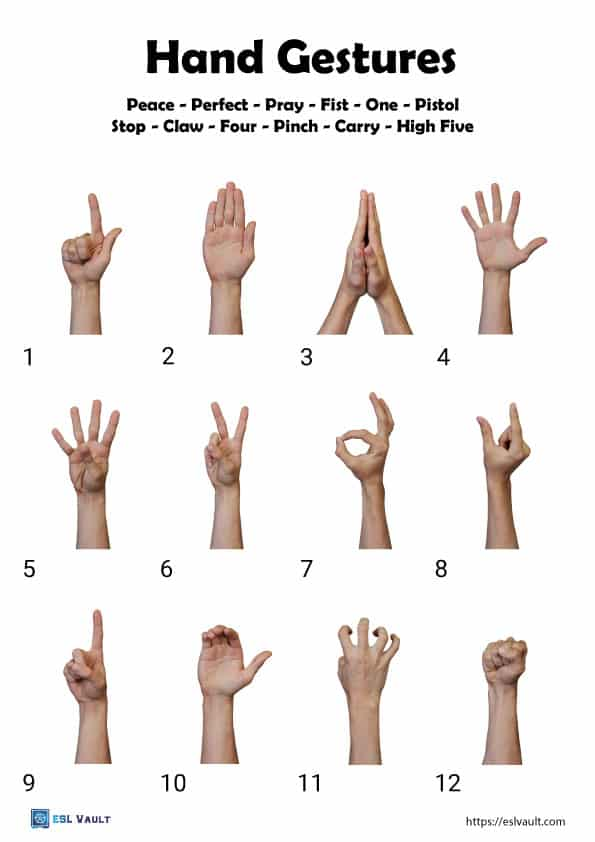 Hand Gestures
Peace - Perfect - Pray - Fist - One - Pistol
Stop - Claw - Four - Pinch - Carry - High Five
1 2 3 4
5 6 7 8
9 10 11 12
ESL VAULT https://eslvault.com